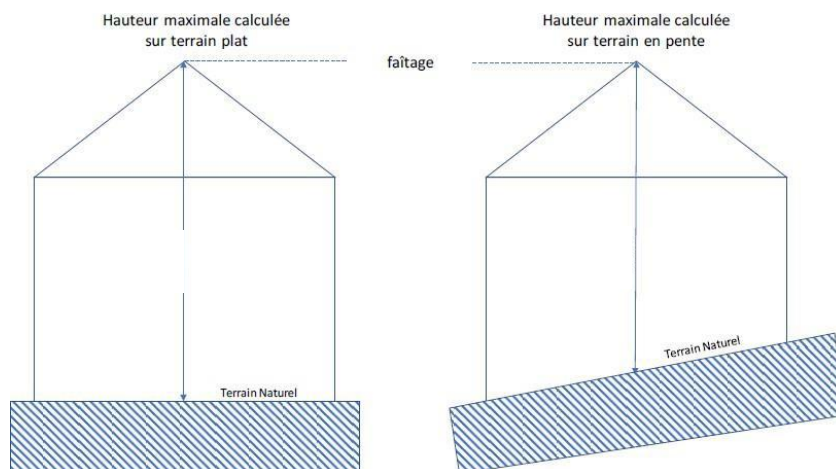 Hauteur maximale calculée
sur terrain plat
Hauteur maximale calculée
sur terrain en pente
faîtage
Terrain Naturel
Terrain Naturel